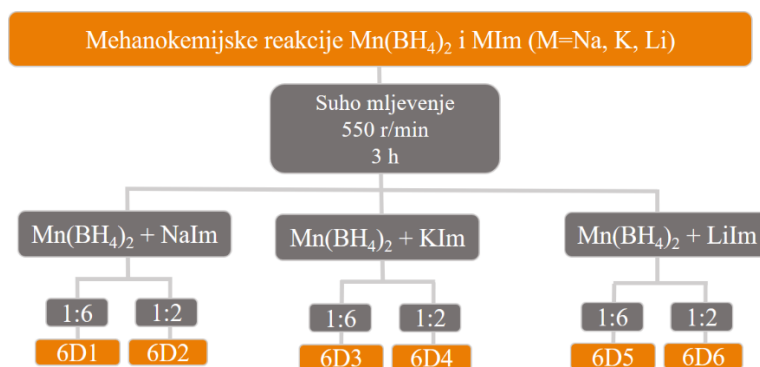 Mehanokemijske reakcije Mn(BH₄)₂ i MIm (M=Na, K, Li)
Suho mljevenje
550 r/min
3 h
Mn(BH₄)₂ + NaIm
Mn(BH₄)₂ + KIm
Mn(BH₄)₂ + LiIm
1:6
1:2
1:6
1:2
1:6
1:2
6D1
6D2
6D3
6D4
6D5
6D6